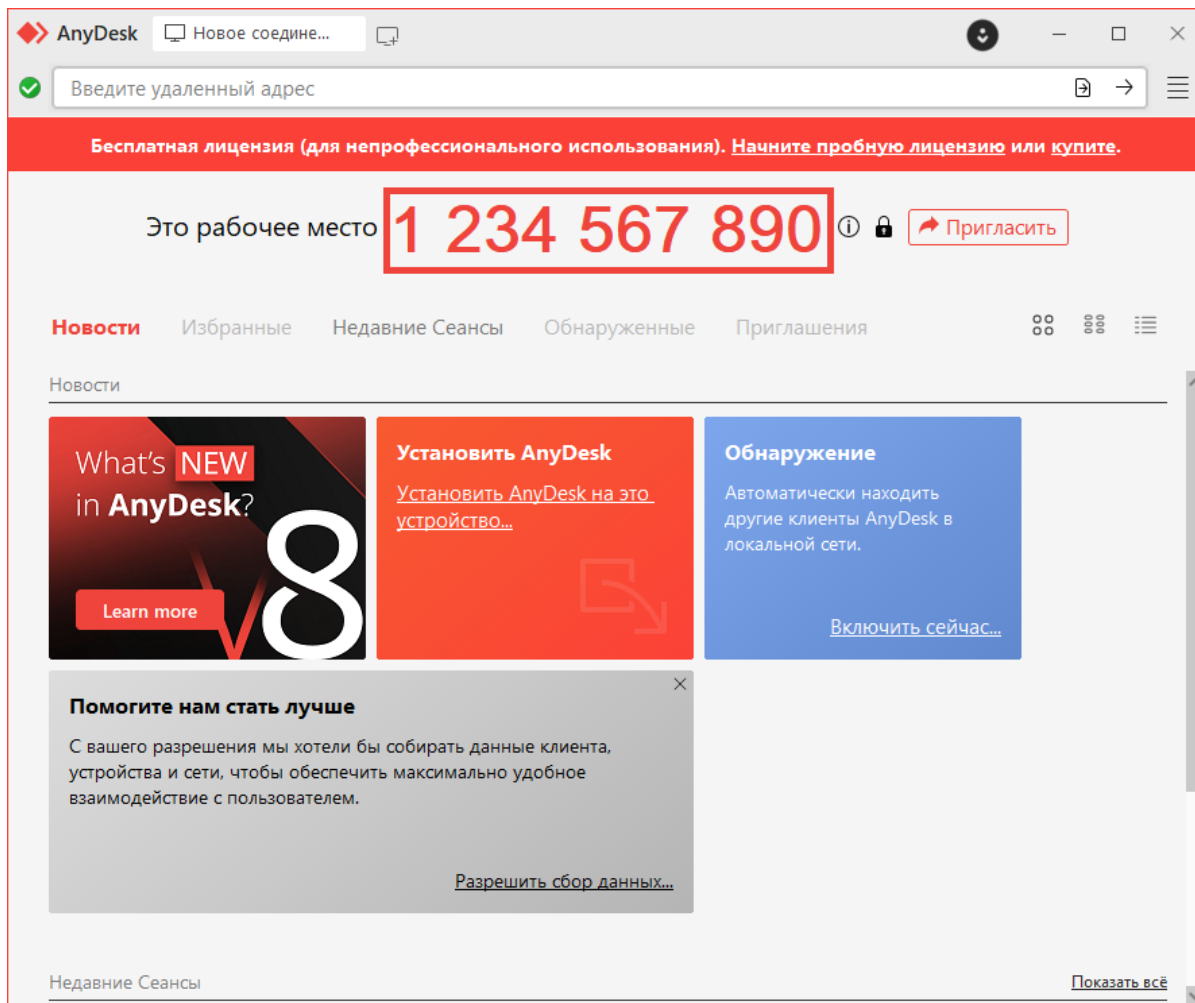 AnyDesk Новое соедине...
Введите удаленный адрес
Бесплатная лицензия (для непрофессионального использования). Начните пробную лицензию или купите.
Это рабочее место 1 234 567 890 Пригласить
Новости Избранные Недавние Сеансы Обнаруженные Приглашения
Новости
What's NEW
in AnyDesk?
v8
Learn more
Установить AnyDesk
Установить AnyDesk на это
устройство...
Обнаружение
Автоматически находить
другие клиенты AnyDesk в
локальной сети.
Включить сейчас...
Помогите нам стать лучше
С вашего разрешения мы хотели бы собирать данные клиента,
устройства и сети, чтобы обеспечить максимально удобное
взаимодействие с пользователем.
Разрешить сбор данных...
Недавние Сеансы Показать всё